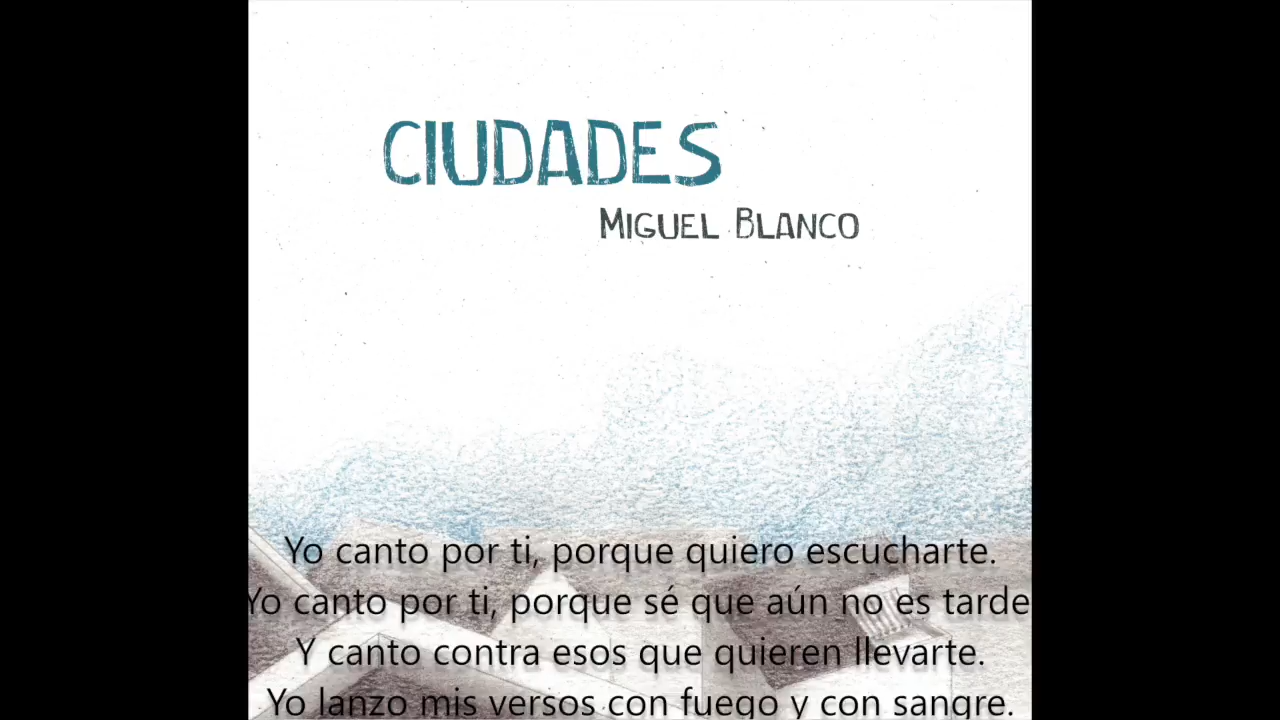 CIUDADES
MIGUEL BLANCO
Yo canto por ti, porque quiero escucharte.
Yo canto por ti, porque sé que aún no es tarde
Y canto contra esos que quieren llevarte.
Yo lanzo mis versos con fuego y con sangre.